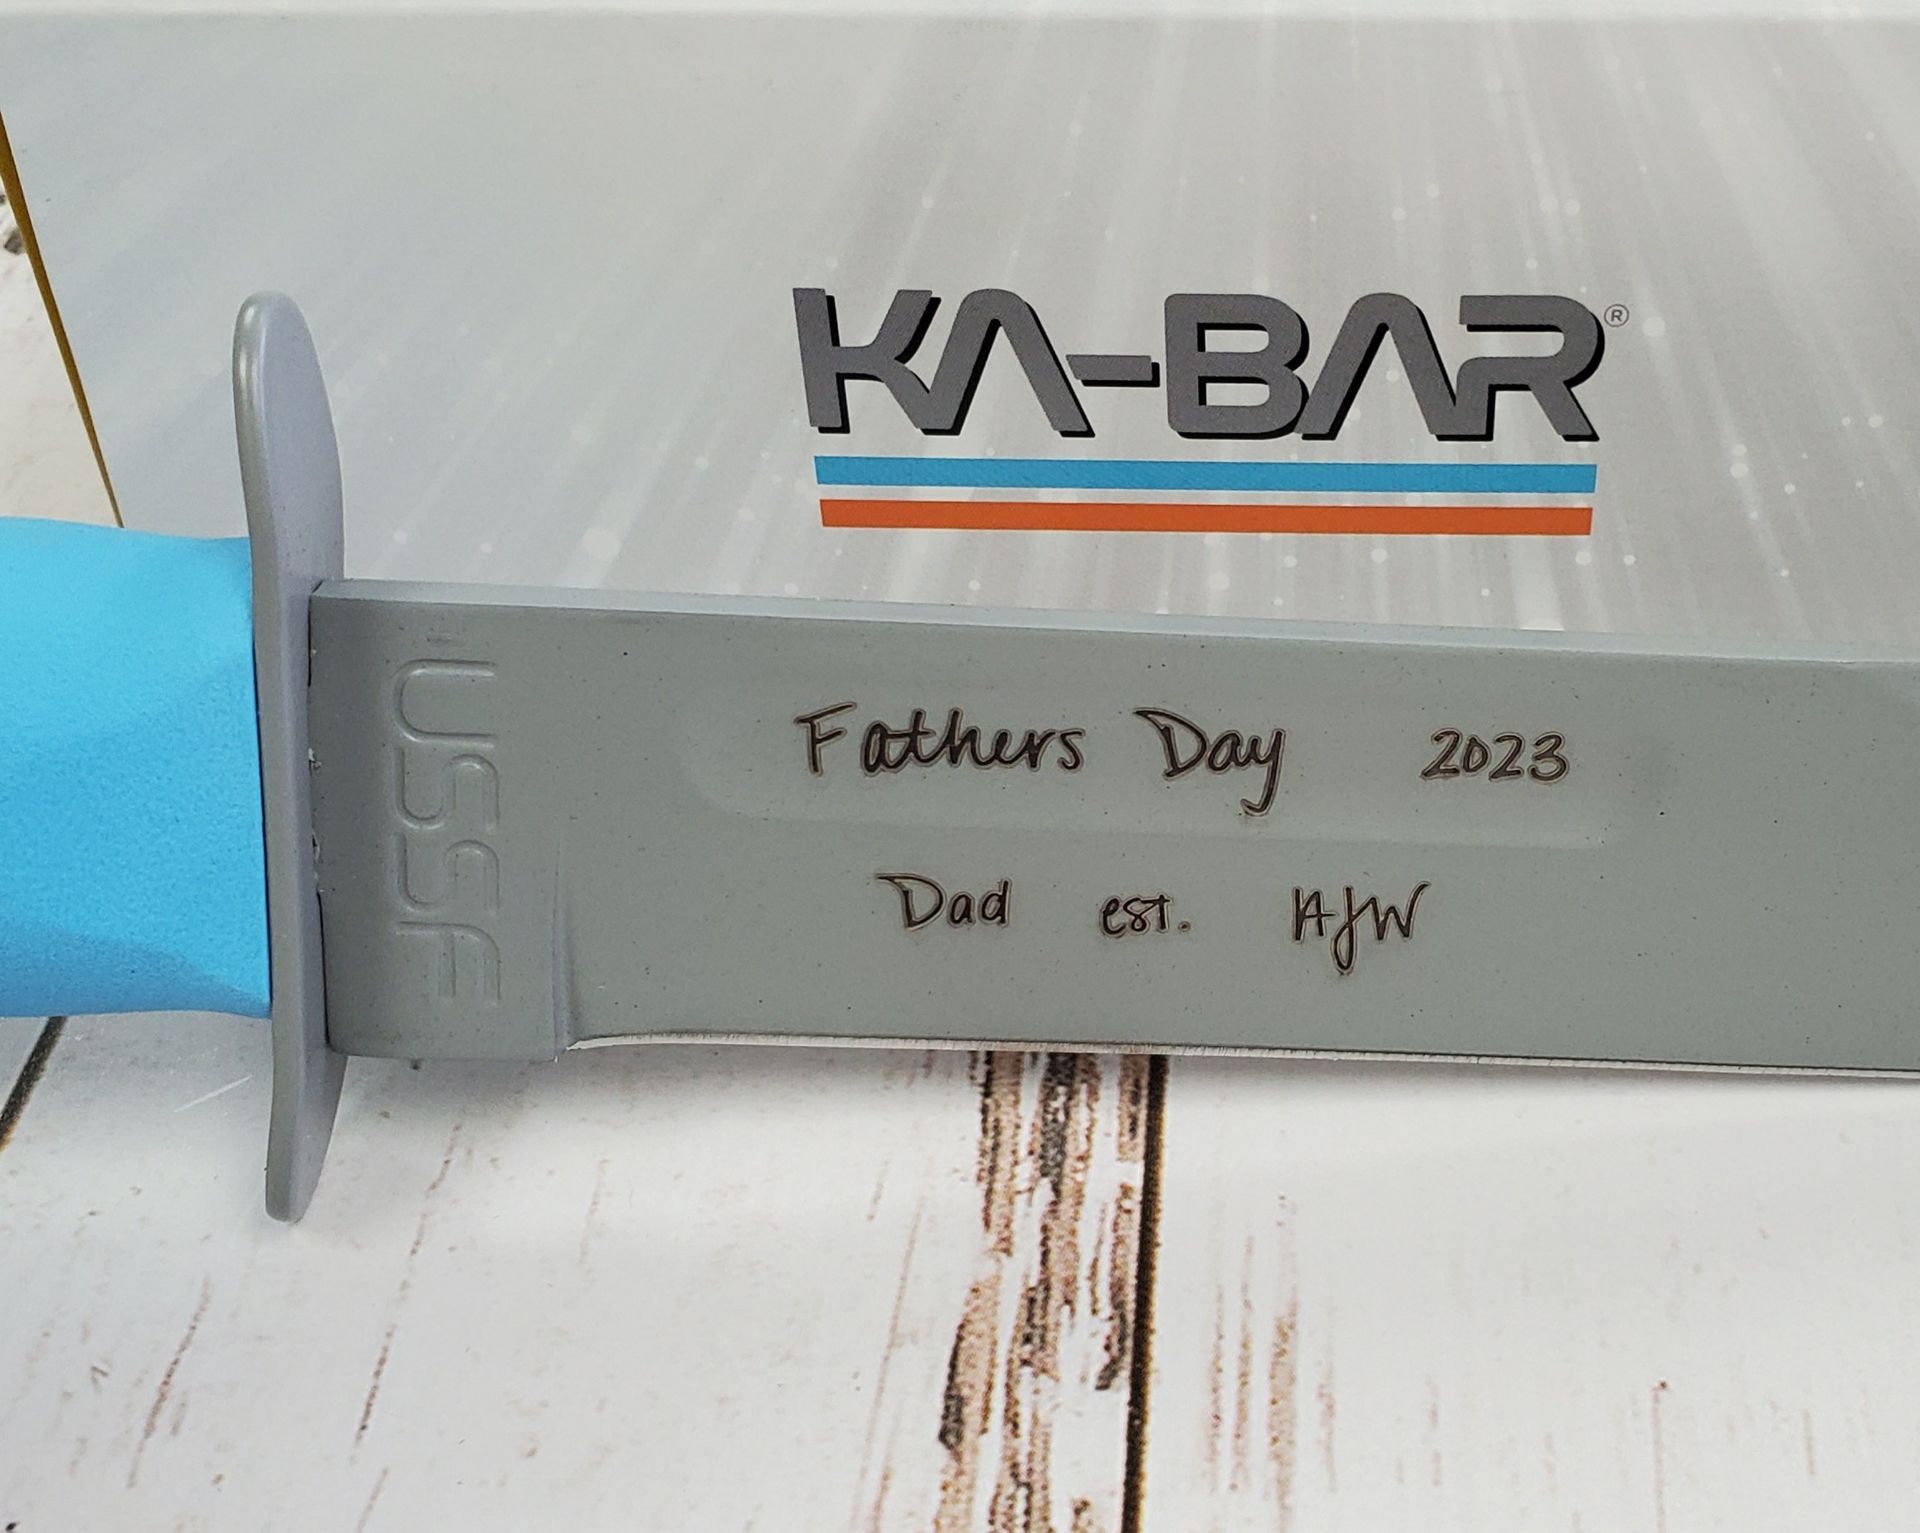 KA-BAR®
USSF
Fathers Day 2023
Dad est. AJW